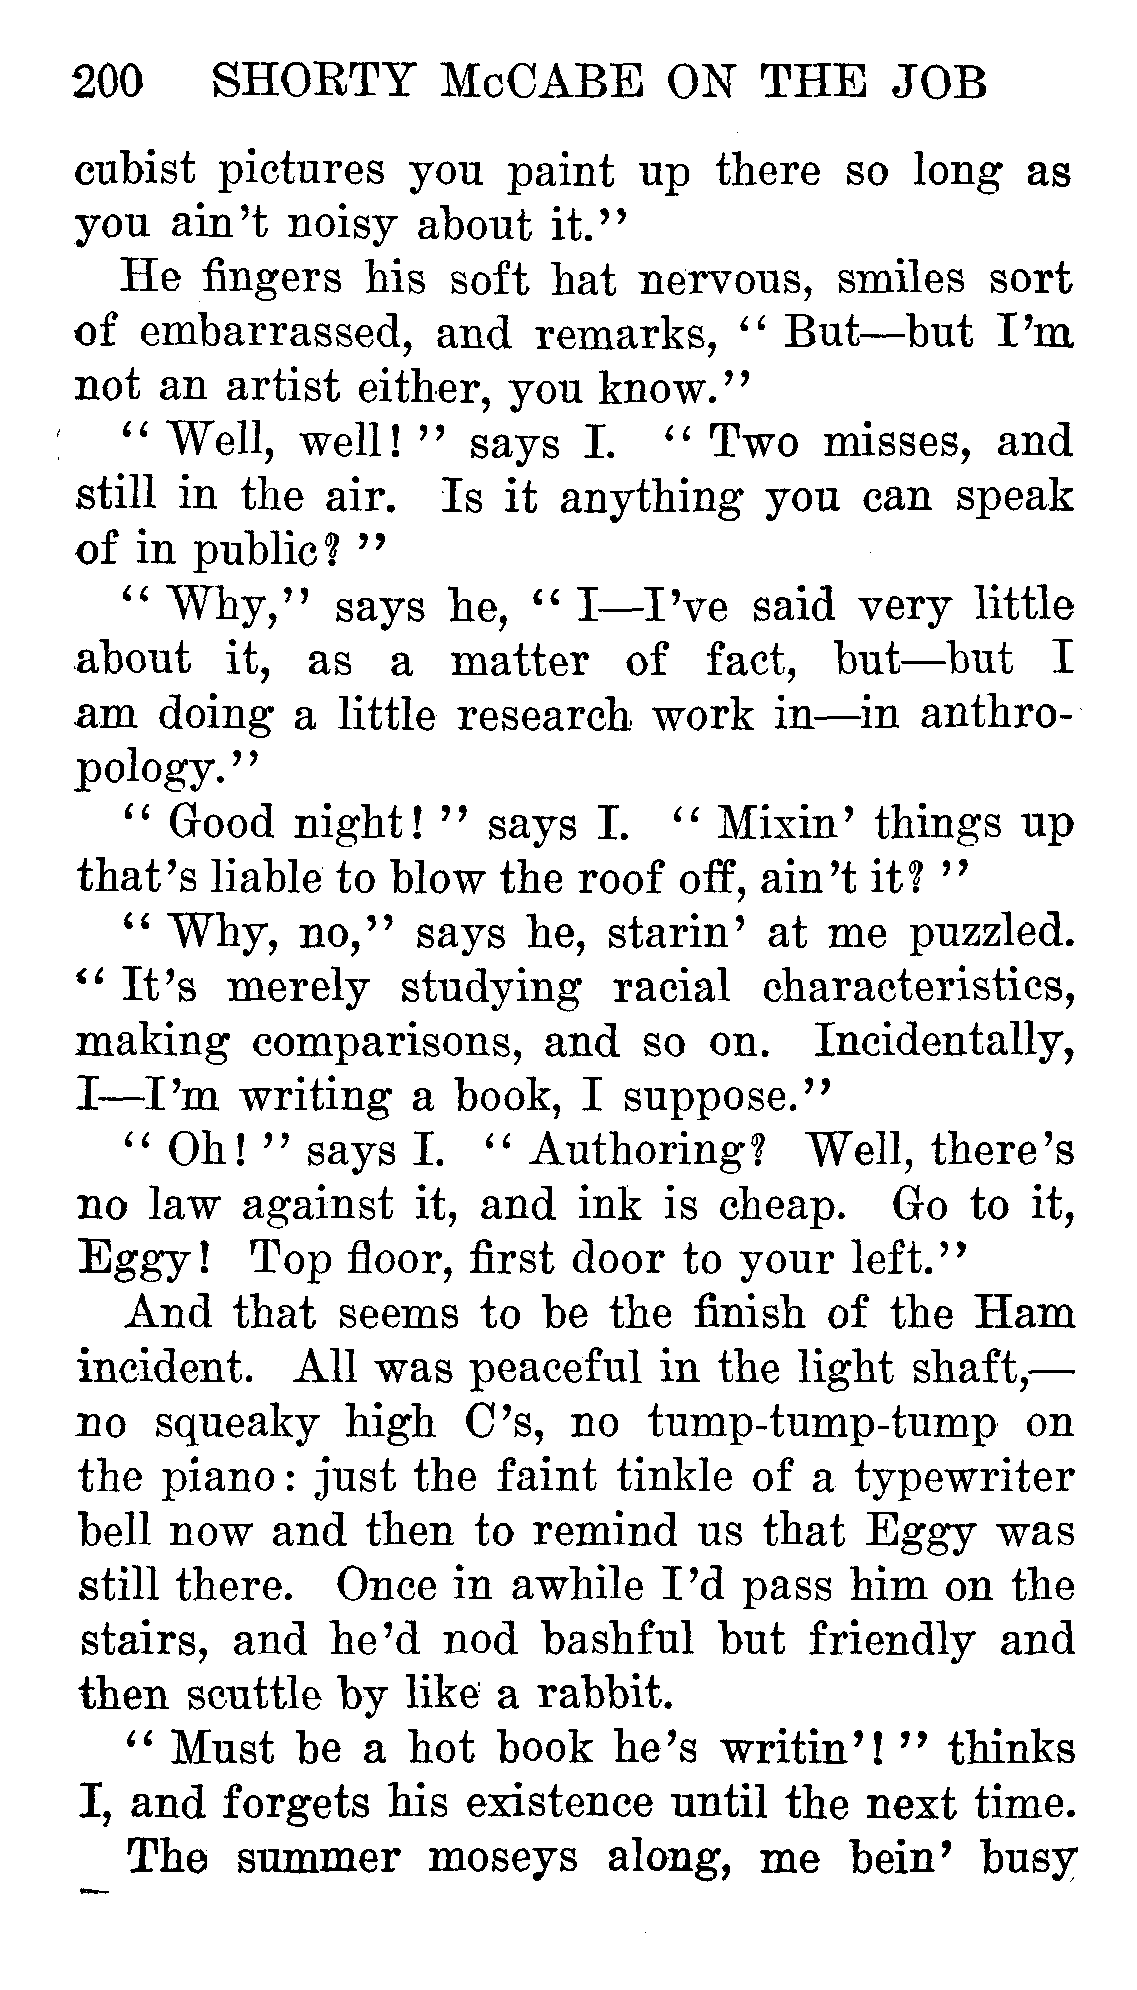 200 SHORTY McCABE ON THE JOB
cubist pictures you paint up there so long as
you ain't noisy about it."
He fingers his soft hat nervous, smiles sort
of embarrassed, and remarks, "But—but I'm
not an artist either, you know."
"Well, well!" says I. "Two misses, and
still in the air. Is it anything you can speak
of in public?"
"Why," says he, "I—I've said very little
about it, as a matter of fact, but—but I
am doing a little research work in—in anthro-
pology."
"Good night!" says I. "Mixin' things up
that's liable to blow the roof off, ain't it?"
"Why, no," says he, starin' at me puzzled.
"It's merely studying racial characteristics,
making comparisons, and so on. Incidentally,
I—I'm writing a book, I suppose."
"Oh!" says I. "Authoring? Well, there's
no law against it, and ink is cheap. Go to it,
Eggy! Top floor, first door to your left."
And that seems to be the finish of the Ham
incident. All was peaceful in the light shaft,—
no squeaky high C's, no tump-tump-tump on
the piano: just the faint tinkle of a typewriter
bell now and then to remind us that Eggy was
still there. Once in awhile I'd pass him on the
stairs, and he'd nod bashful but friendly and
then scuttle by like a rabbit.
"Must be a hot book he's writin'!" thinks
I, and forgets his existence until the next time.
The summer moseys along, me bein' busy